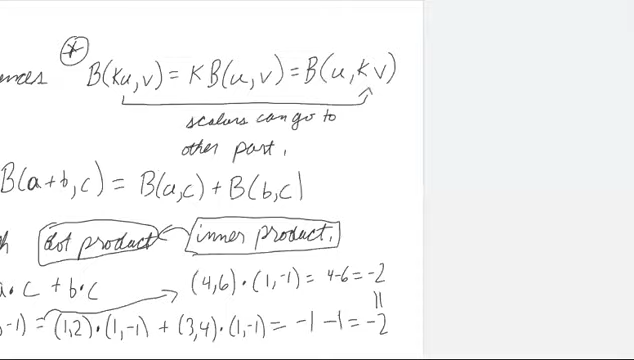 B(ku,v) = kB(u,v) = B(u,kv)
scalars can go to
other part.
B(a+b,c) = B(a,c) + B(b,c)
dot product inner product.
a·c + b·c (4,6)·(1,-1) = 4-6 = -2
=
,-1) = (1,2)·(1,-1) + (3,4)·(1,-1) = -1 -1 = -2